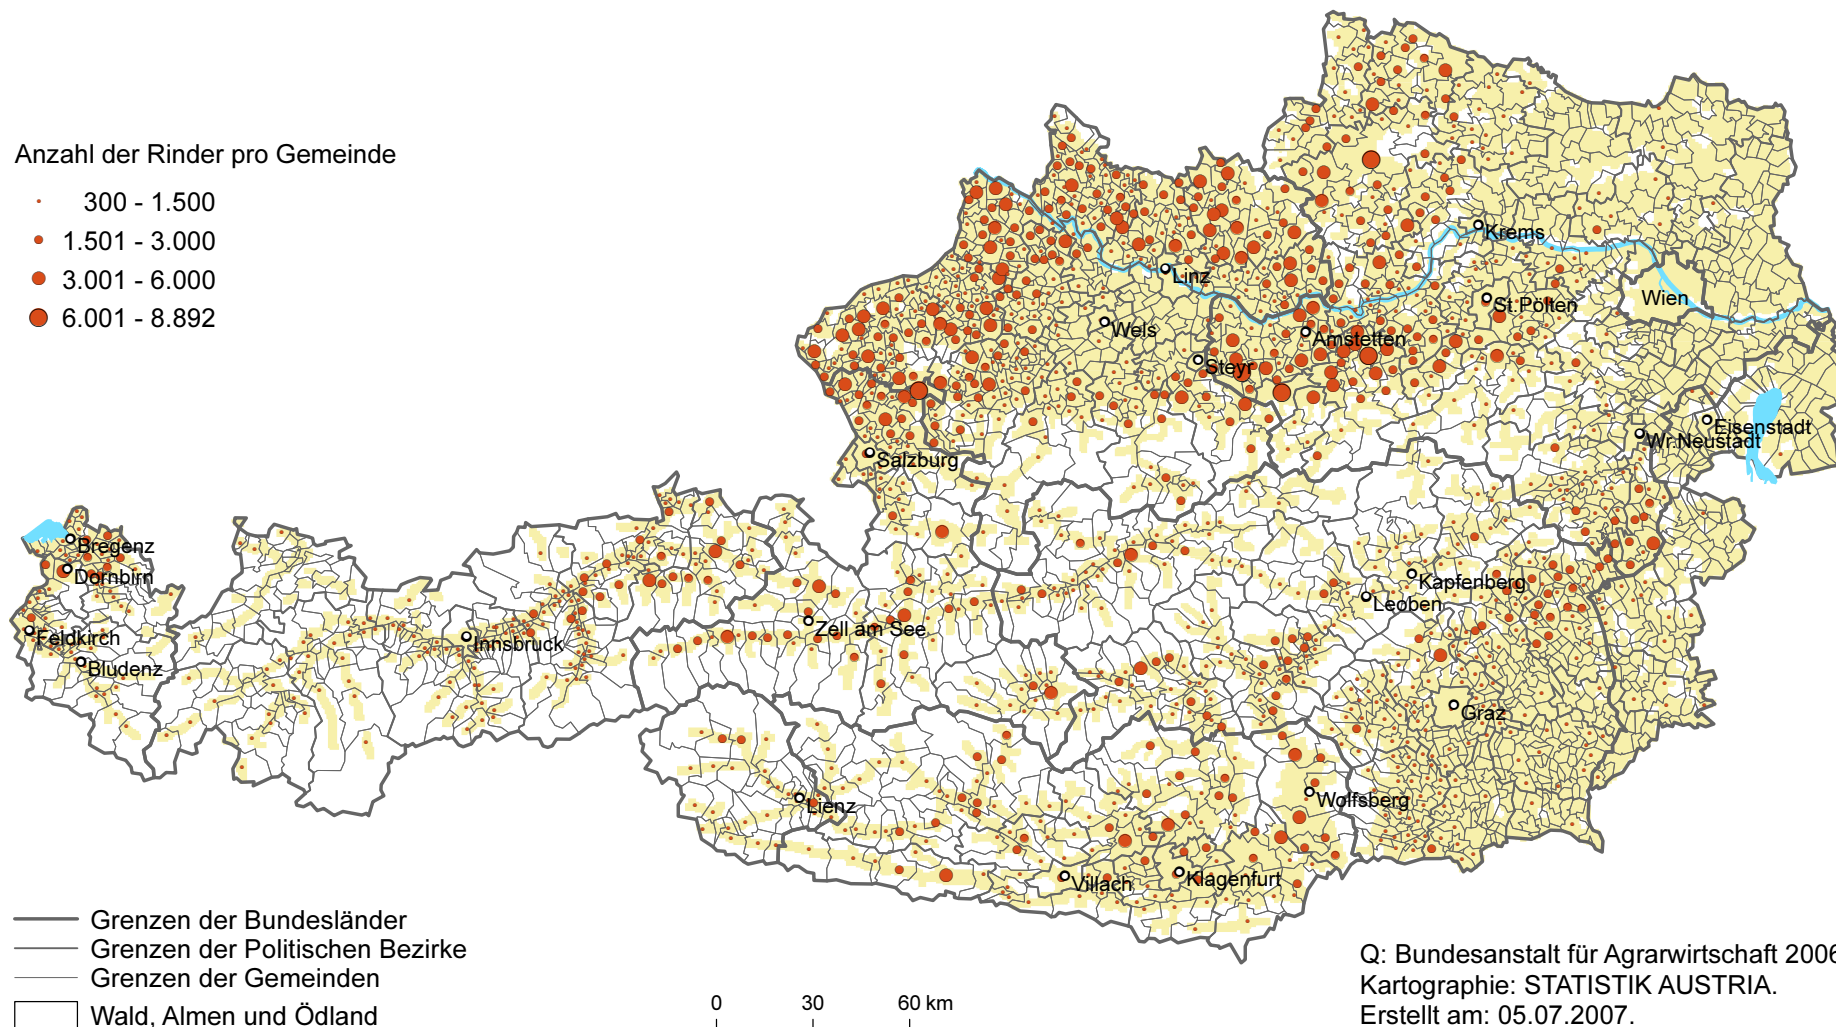 Anzahl der Rinder pro Gemeinde
300 - 1.500
1.501 - 3.000
3.001 - 6.000
6.001 - 8.892
Krems
Linz
Wien
St.Pölten
Wels
Amstetten
Steyr
Eisenstadt
Wr.Neustadt
Salzburg
Bregenz
Dornbirn
Kapfenberg
Leoben
Zell am See
Feldkirch
Innsbruck
Bludenz
Graz
Lienz
Wolfsberg
Villach
Klagenfurt
Grenzen der Bundesländer
Grenzen der Politischen Bezirke
Grenzen der Gemeinden
Wald, Almen und Ödland
0 30 60 km
Q: Bundesanstalt für Agrarwirtschaft 2006
Kartographie: STATISTIK AUSTRIA.
Erstellt am: 05.07.2007.